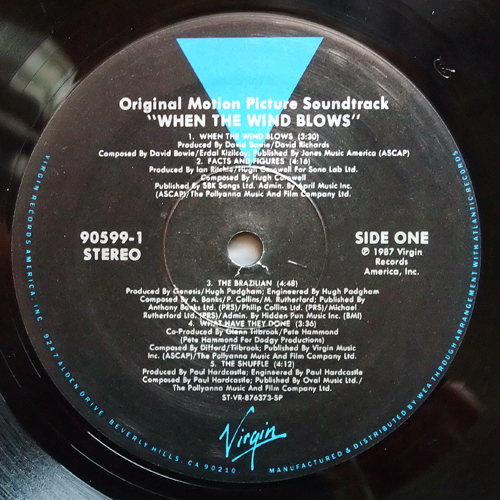 Original Motion Picture Soundtrack
"WHEN THE WIND BLOWS"
1. WHEN THE WIND BLOWS (3:30)
Produced By David Bowie/David Richards
Composed By David Bowie/Erdal Kizilcay; Published By Jones Music America (ASCAP)
2. FACTS AND FIGURES (4:16)
Produced By Ian Ritchie/Hugh Cornwell For Sona Lab Ltd.
Composed By Hugh Cornwell
Published By SBK Songs Ltd. Admin. By April Music Inc.
(ASCAP)/The Pollyanna Music And Film Company Ltd.
90599-1
STEREO
SIDE ONE
℗ 1987 Virgin
Records
America, Inc.
3. THE BRAZILIAN (4:48)
Produced By Genesis/Hugh Padgham; Engineered By Hugh Padgham
Composed By A. Banks/P. Collins/M. Rutherford; Published By
Anthony Banks Ltd. (PRS)/Philip Collins Ltd. (PRS)/Michael
Rutherford Ltd. (PRS)/Admin. By Hidden Pun Music Inc. (BMI)
4. WHAT HAVE THEY DONE (3:36)
Co-Produced By Glenn Tilbrook/Pete Hammond
(Pete Hammond For Dodgy Productions)
Composed By Difford/Tilbrook; Published By Virgin Music
Inc. (ASCAP)/The Pollyanna Music And Film Company Ltd.
5. THE SHUFFLE (4:12)
Produced By Paul Hardcastle; Engineered By Paul Hardcastle
Composed By Paul Hardcastle; Published By Oval Music Ltd./
The Pollyanna Music And Film Company Ltd.
ST-VR-876373-SP
Virgin
VIRGIN RECORDS AMERICA, INC. 9247 ALDEN DRIVE, BEVERLY HILLS, CA 90210.
MANUFACTURED & DISTRIBUTED BY WEA THROUGH ARRANGEMENT WITH ATLANTIC RECORDS